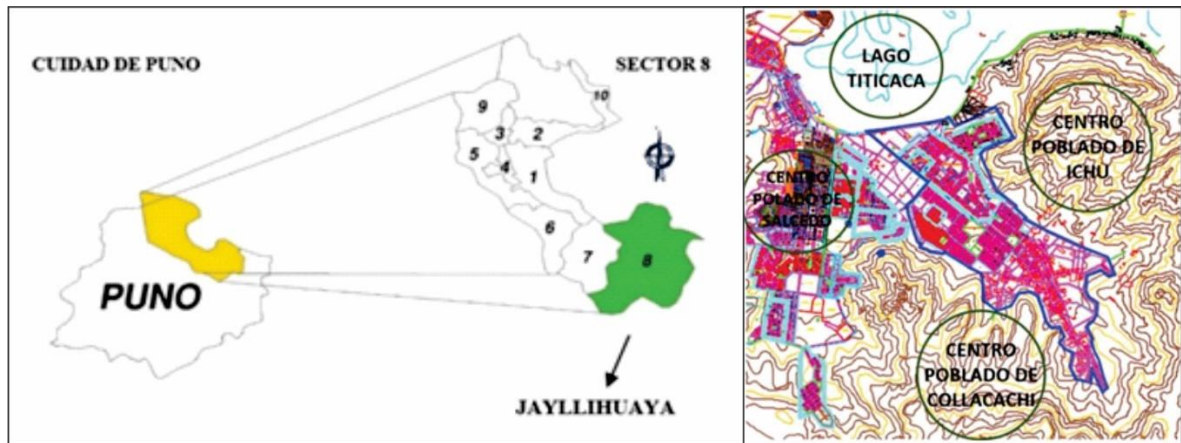 CUIDAD DE PUNO
SECTOR 8
9
10
3
2
5
4
1
6
7
8
PUNO
JAYLLIHUAYA
LAGO
TITICACA
CENTRO
POBLADO DE
ICHU
CENTRO
POLADO DE
SALCEDO
CENTRO
POBLADO DE
COLLACACHI